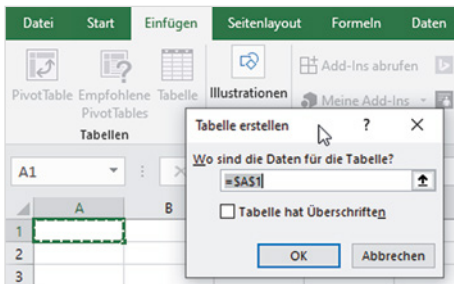 Datei Start Einfügen Seitenlayout Formeln Daten
PivotTable Empfohlene PivotTables Tabelle
Illustrationen
Add-Ins abrufen
Meine Add-Ins
Tabellen
Tabelle erstellen ? ×
Wo sind die Daten für die Tabelle?
=$A$1
Tabelle hat Überschriften
OK Abbrechen
A1
A B
1
2
3